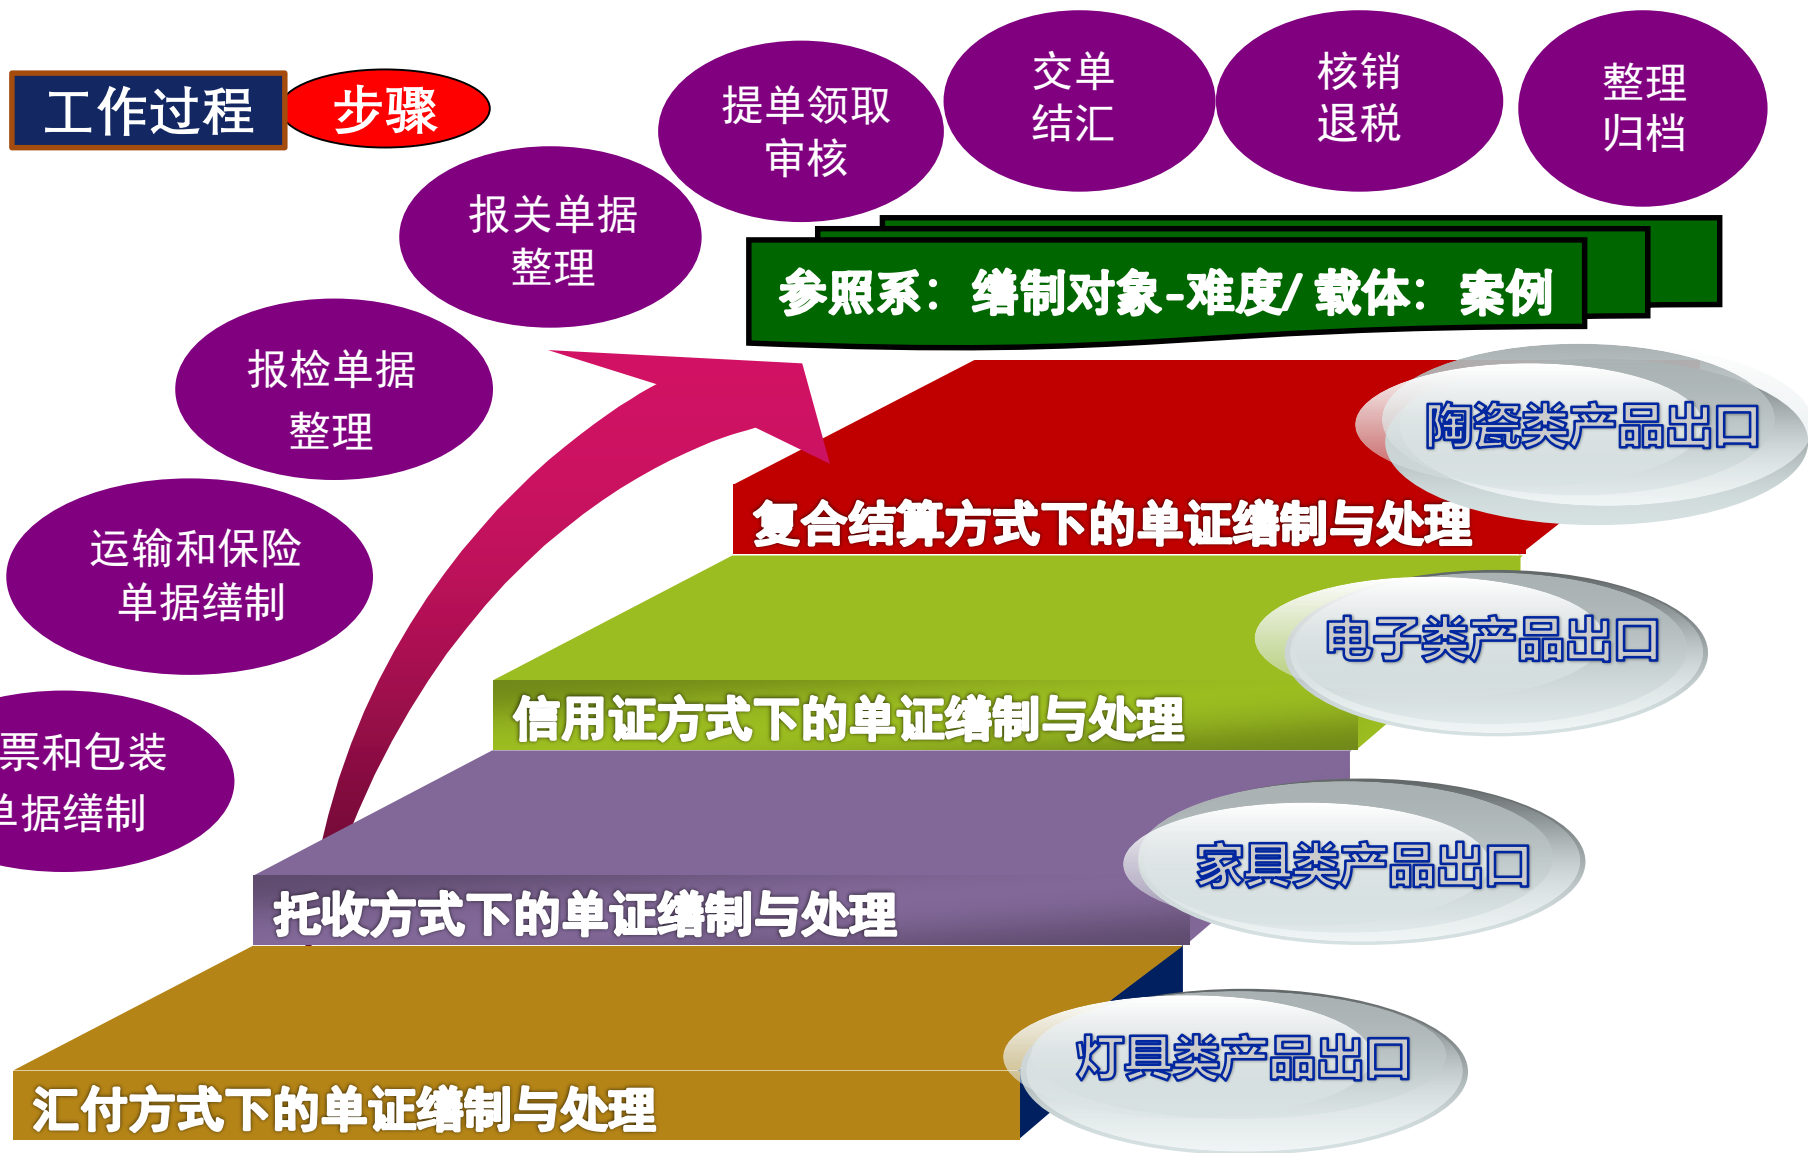 工作过程
步骤
提单领取
审核
交单
结汇
核销
退税
整理
归档
报关单据
整理
参照系：缮制对象-难度/ 载体：案例
报检单据
整理
陶瓷类产品出口
复合结算方式下的单证缮制与处理
运输和保险
单据缮制
电子类产品出口
信用证方式下的单证缮制与处理
票和包装
单据缮制
家具类产品出口
托收方式下的单证缮制与处理
灯具类产品出口
汇付方式下的单证缮制与处理